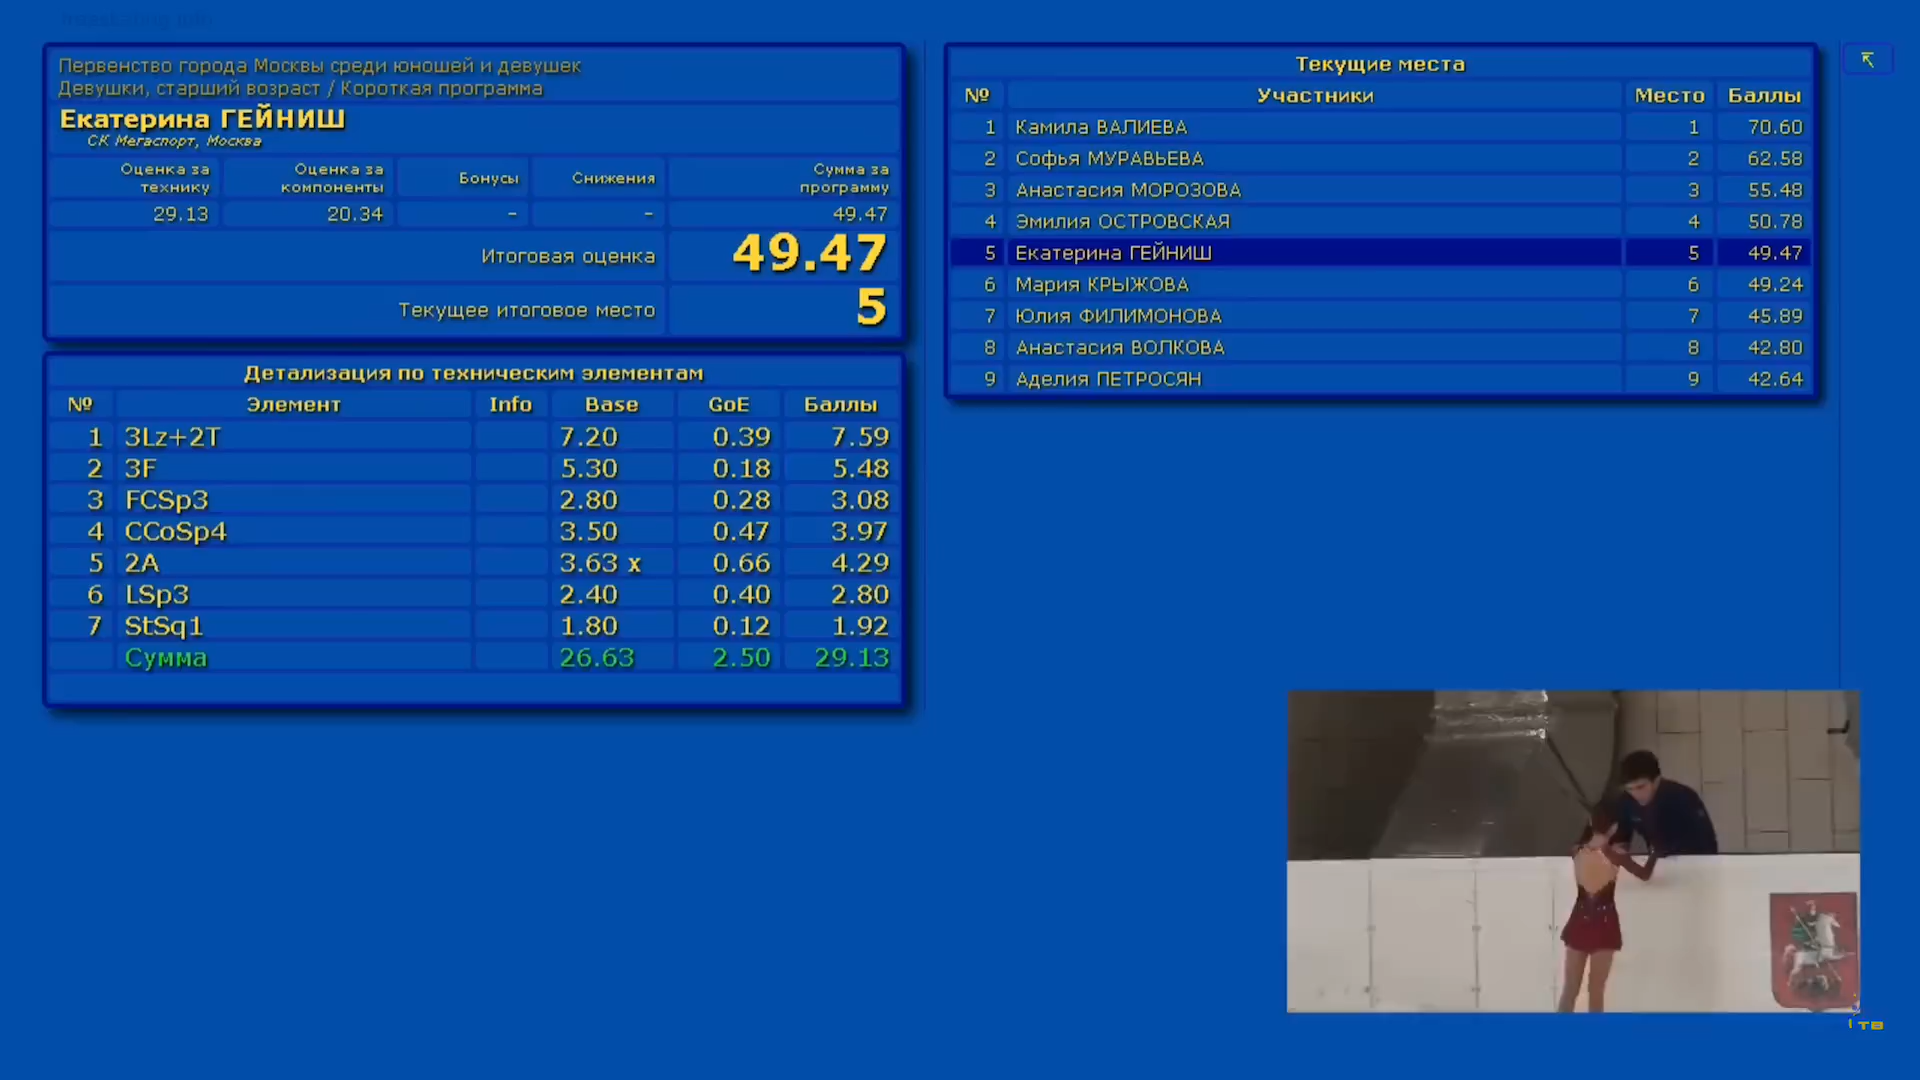 Первенство города Москвы среди юношей и девушек
Девушки, старший возраст / Короткая программа
Екатерина ГЕЙНИШ
СК Мегаспорт, Москва
Оценка за технику Оценка за компоненты Бонусы Снижения Сумма за программу
29.13 20.34 - - 49.47
Итоговая оценка 49.47
Текущее итоговое место 5
Детализация по техническим элементам
№ Элемент Info Base GoE Баллы
1 3Lz+2T 7.20 0.39 7.59
2 3F 5.30 0.18 5.48
3 FCSp3 2.80 0.28 3.08
4 CCoSp4 3.50 0.47 3.97
5 2A 3.63 x 0.66 4.29
6 LSp3 2.40 0.40 2.80
7 StSq1 1.80 0.12 1.92
Сумма 26.63 2.50 29.13
Текущие места
№ Участники Место Баллы
1 Камила ВАЛИЕВА 1 70.60
2 Софья МУРАВЬЕВА 2 62.58
3 Анастасия МОРОЗОВА 3 55.48
4 Эмилия ОСТРОВСКАЯ 4 50.78
5 Екатерина ГЕЙНИШ 5 49.47
6 Мария КРЫЖОВА 6 49.24
7 Юлия ФИЛИМОНОВА 7 45.89
8 Анастасия ВОЛКОВА 8 42.80
9 Аделия ПЕТРОСЯН 9 42.64
ТВ